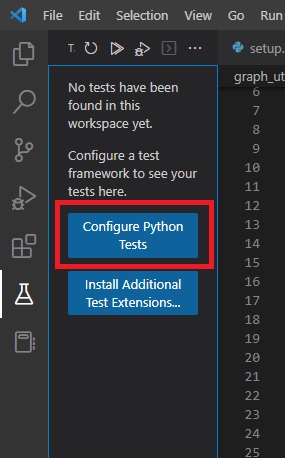 File
Edit
Selection
View
Go
Run
T.
setup.
No tests have been
found in this
workspace yet.
graph_ut
Configure a test
framework to see your
tests here.
Configure Python
Tests
Install Additional
Test Extensions...
6
7
8
9
10
11
12
13
14
15
16
17
18
19
20
21
22
23
24
25